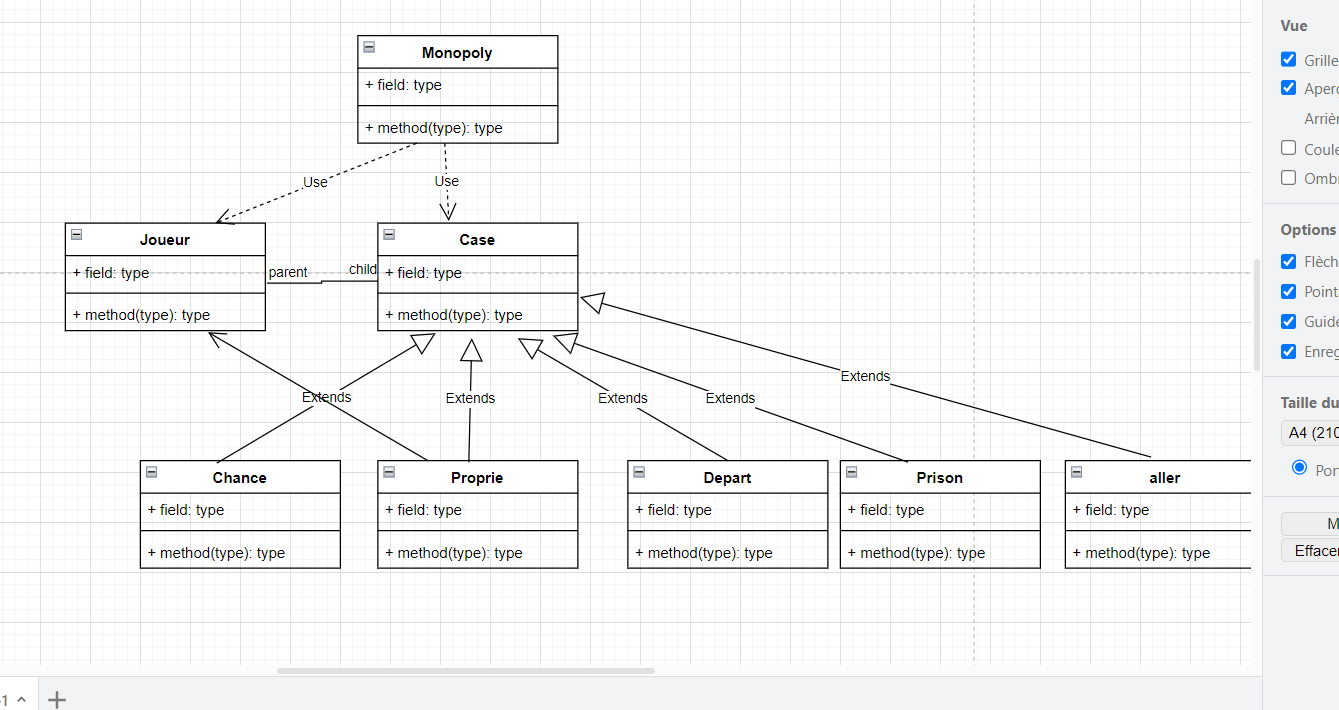 Monopoly
+ field: type
+ method(type): type
Use
Use
Joueur
+ field: type
+ method(type): type
parent
child
Case
+ field: type
+ method(type): type
Extends
Extends
Extends
Extends
Extends
Chance
+ field: type
+ method(type): type
Proprie
+ field: type
+ method(type): type
Depart
+ field: type
+ method(type): type
Prison
+ field: type
+ method(type): type
aller
+ field: type
+ method(type): type
Vue
Grille
Aperç
Arrièr
Coule
Ombr
Options
Flèch
Point
Guide
Enreg
Taille du
A4 (210
Por
M
Effacer
-1